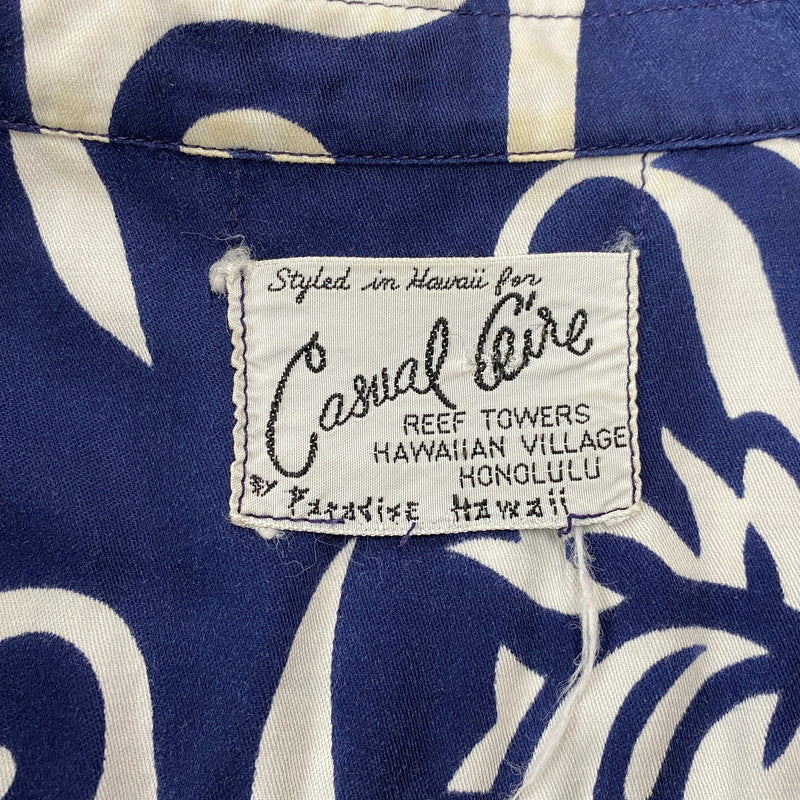 Styled in Hawaii for
Casual Aire
REEF TOWERS
HAWAIIAN VILLAGE
HONOLULU
BY Paradise Hawaii